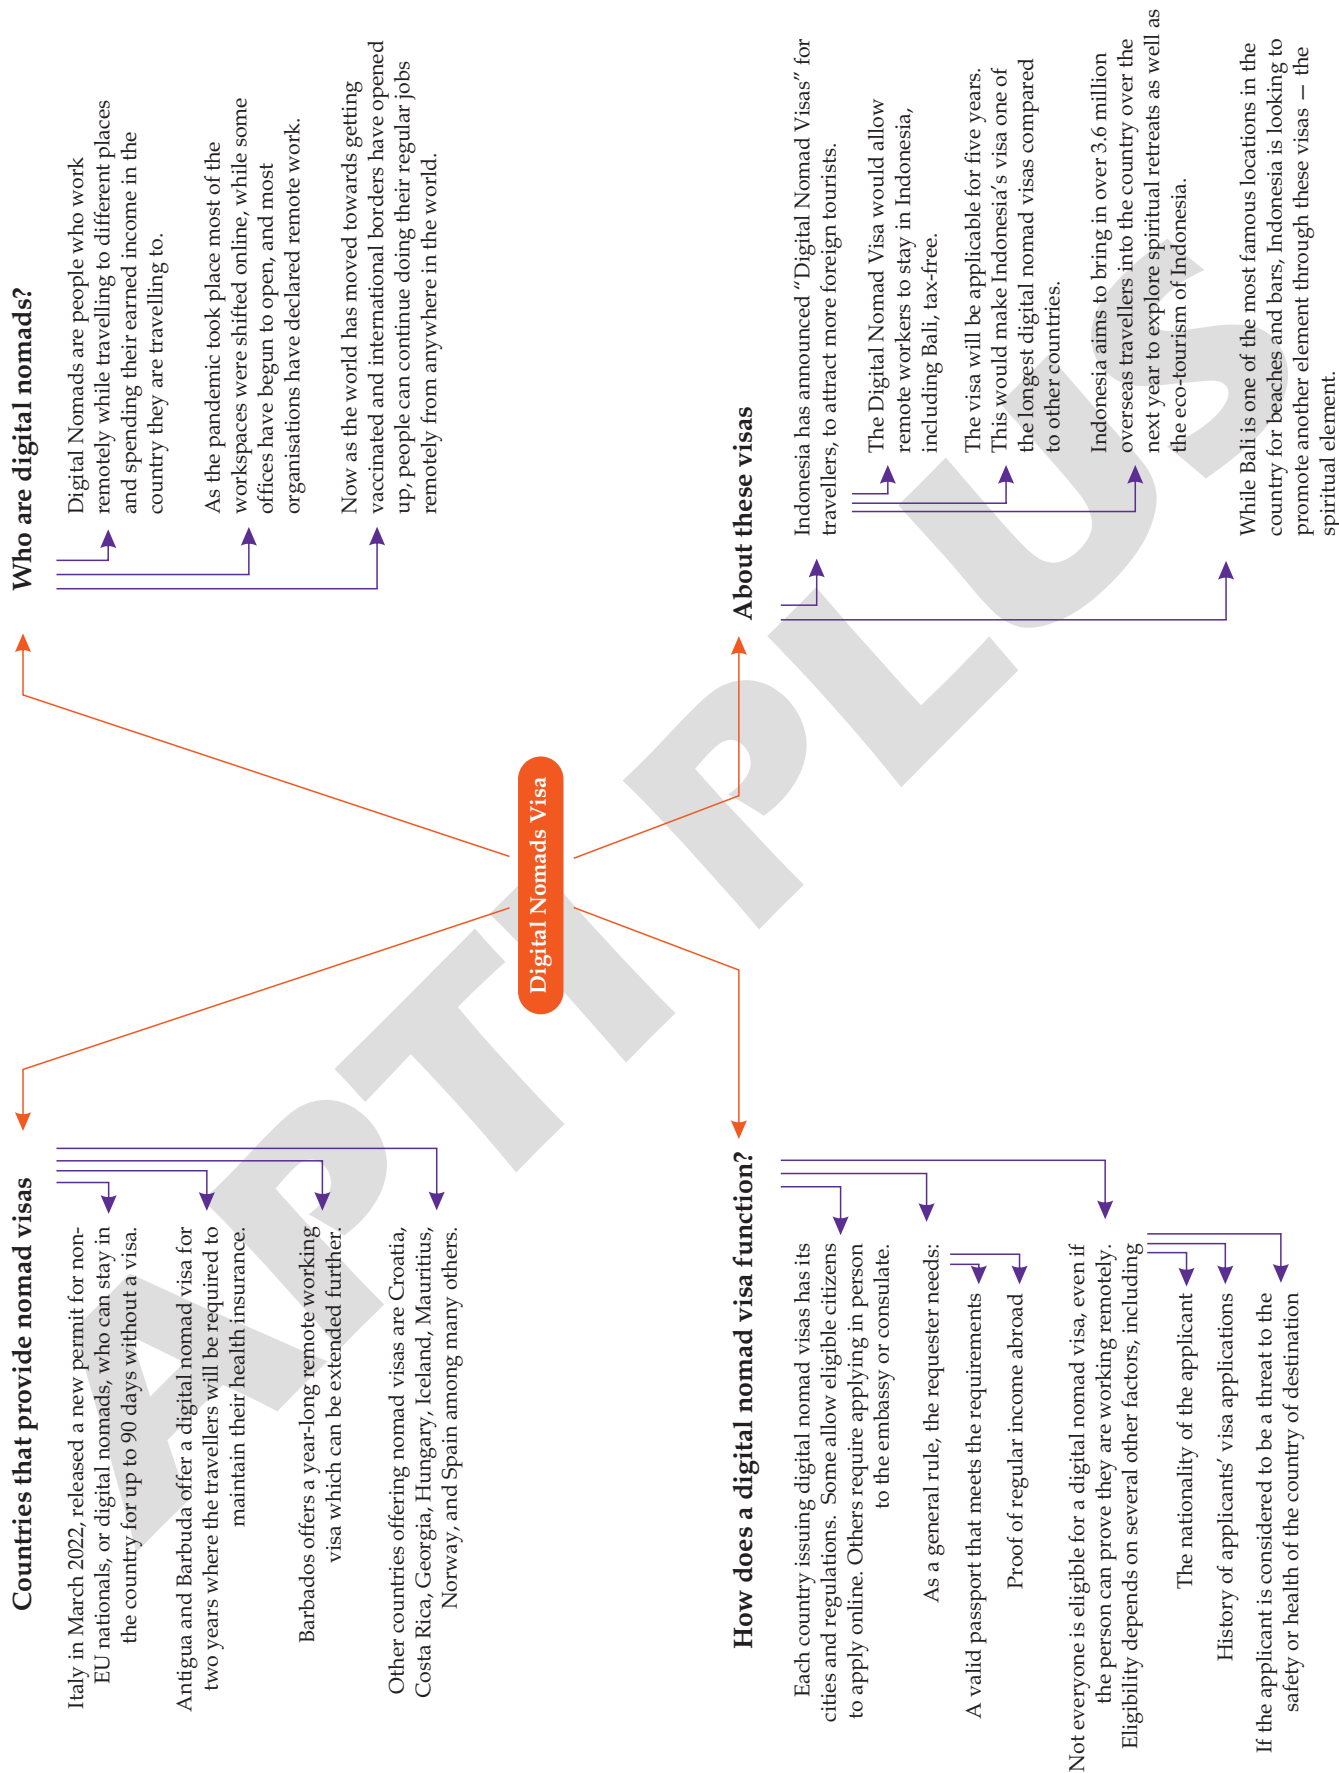 Countries that provide nomad visas
Italy in March 2022, released a new permit for non-
EU nationals, or digital nomads, who can stay in
the country for up to 90 days without a visa.
Antigua and Barbuda offer a digital nomad visa for
two years where the travellers will be required to
maintain their health insurance.
Barbados offers a year-long remote working
visa which can be extended further.
Other countries offering nomad visas are Croatia,
Costa Rica, Georgia, Hungary, Iceland, Mauritius,
Norway, and Spain among many others.
Who are digital nomads?
Digital Nomads are people who work
remotely while travelling to different places
and spending their earned income in the
country they are travelling to.
As the pandemic took place most of the
workspaces were shifted online, while some
offices have begun to open, and most
organisations have declared remote work.
Now as the world has moved towards getting
vaccinated and international borders have opened
up, people can continue doing their regular jobs
remotely from anywhere in the world.
Digital Nomads Visa
How does a digital nomad visa function?
Each country issuing digital nomad visas has its
cities and regulations. Some allow eligible citizens
to apply online. Others require applying in person
to the embassy or consulate.
As a general rule, the requester needs:
A valid passport that meets the requirements
Proof of regular income abroad
Not everyone is eligible for a digital nomad visa, even if
the person can prove they are working remotely.
Eligibility depends on several other factors, including
The nationality of the applicant
History of applicants' visa applications
If the applicant is considered to be a threat to the
safety or health of the country of destination
About these visas
Indonesia has announced "Digital Nomad Visas" for
travellers, to attract more foreign tourists.
The Digital Nomad Visa would allow
remote workers to stay in Indonesia,
including Bali, tax-free.
The visa will be applicable for five years.
This would make Indonesia's visa one of
the longest digital nomad visas compared
to other countries.
Indonesia aims to bring in over 3.6 million
overseas travellers into the country over the
next year to explore spiritual retreats as well as
the eco-tourism of Indonesia.
While Bali is one of the most famous locations in the
country for beaches and bars, Indonesia is looking to
promote another element through these visas — the
spiritual element.
APTI PLUS